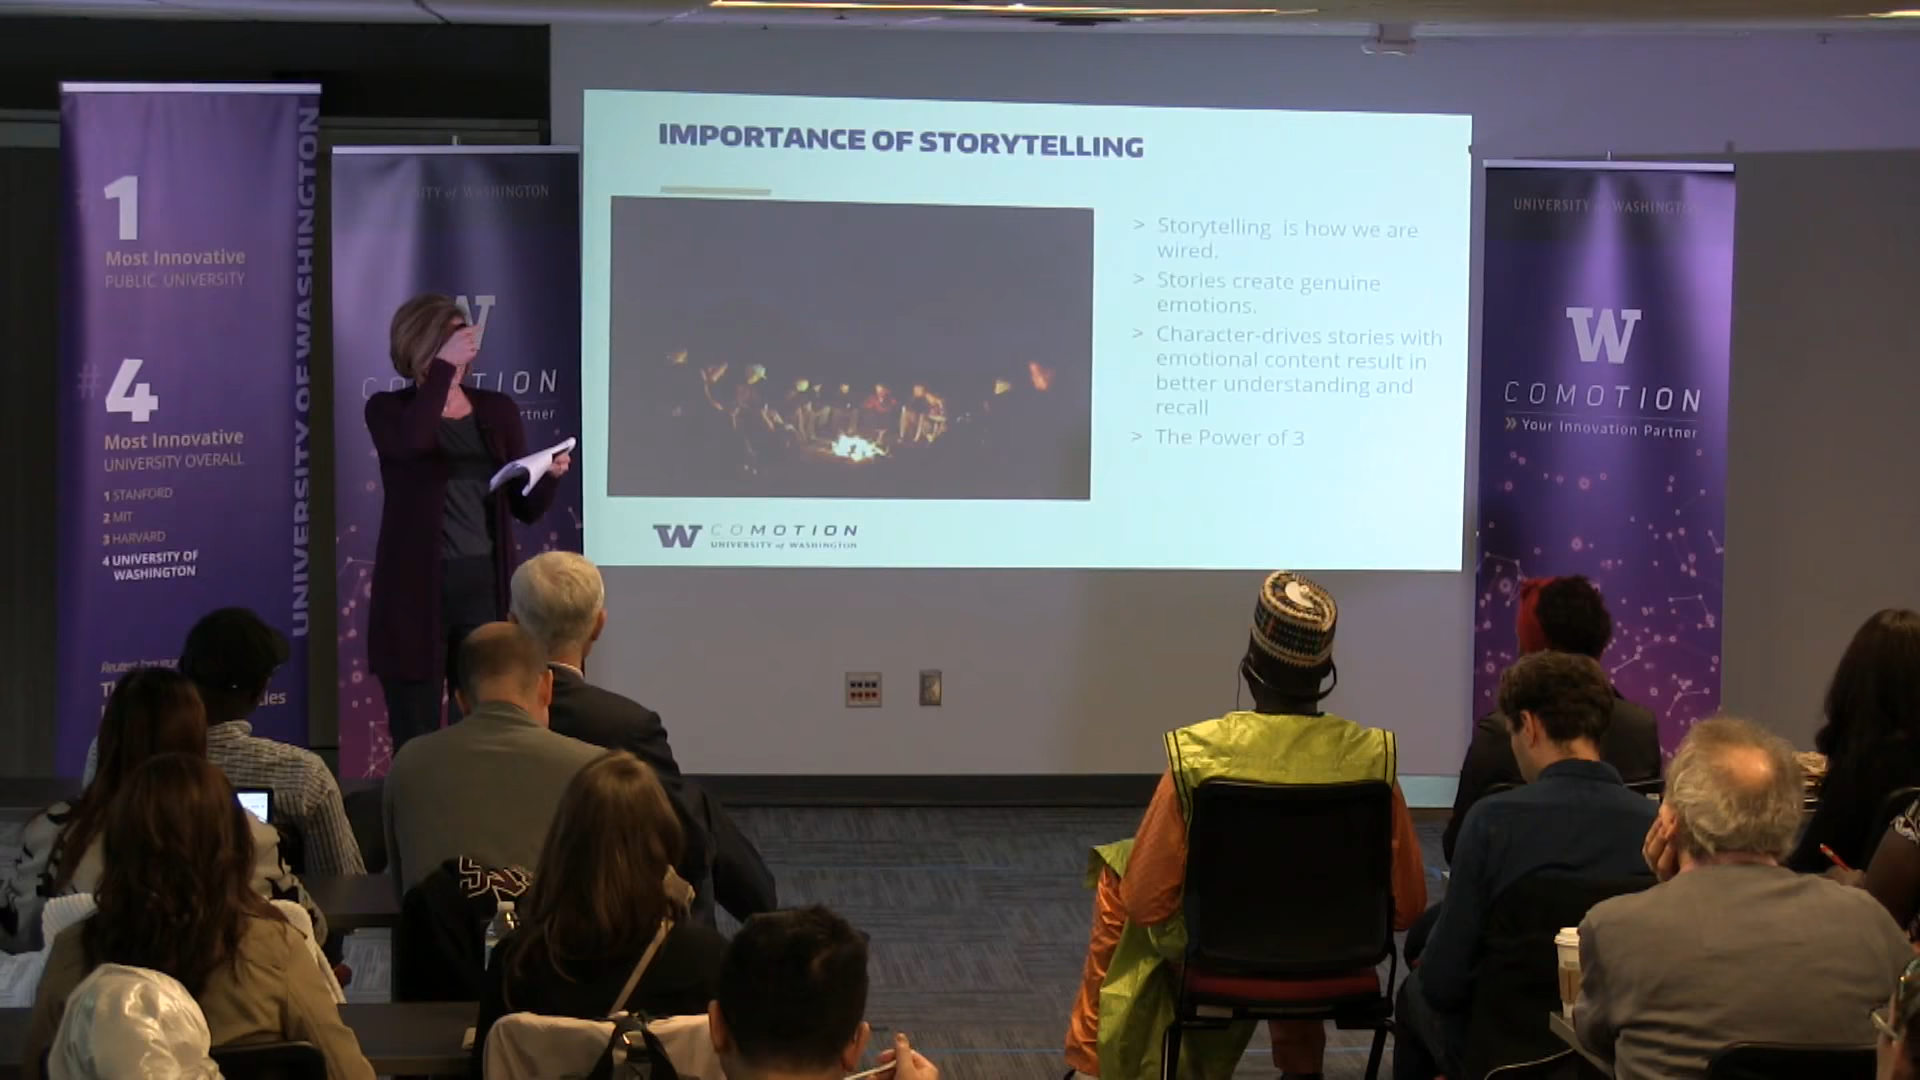 1
Most Innovative
PUBLIC UNIVERSITY
#4
Most Innovative
UNIVERSITY OVERALL
1 STANFORD
2 MIT
3 HARVARD
4 UNIVERSITY OF
WASHINGTON
UNIVERSITY OF WASHINGTON
of WASHINGTON
W
IMPORTANCE OF STORYTELLING
> Storytelling is how we are
wired.
> Stories create genuine
emotions.
> Character-drives stories with
emotional content result in
better understanding and
recall
> The Power of 3
W COMOTION
UNIVERSITY of WASHINGTON
UNIVERSITY of WASHINGTON
W
COMOTION
» Your Innovation Partner